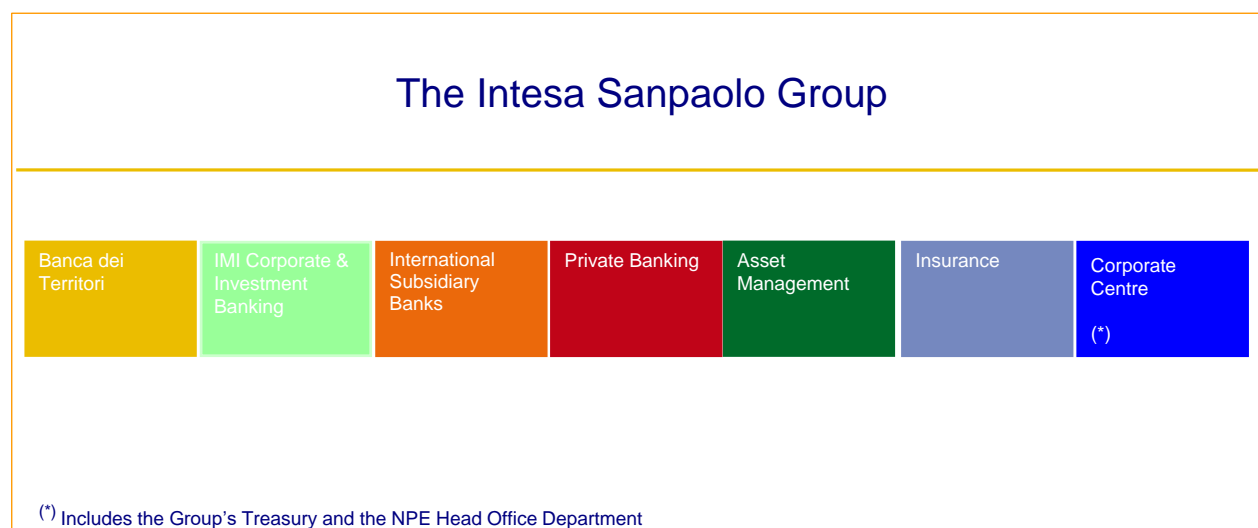 The Intesa Sanpaolo Group
Banca dei
Territori
IMI Corporate &
Investment
Banking
International
Subsidiary
Banks
Private Banking
Asset
Management
Insurance
Corporate
Centre
(*)
(*) Includes the Group's Treasury and the NPE Head Office Department